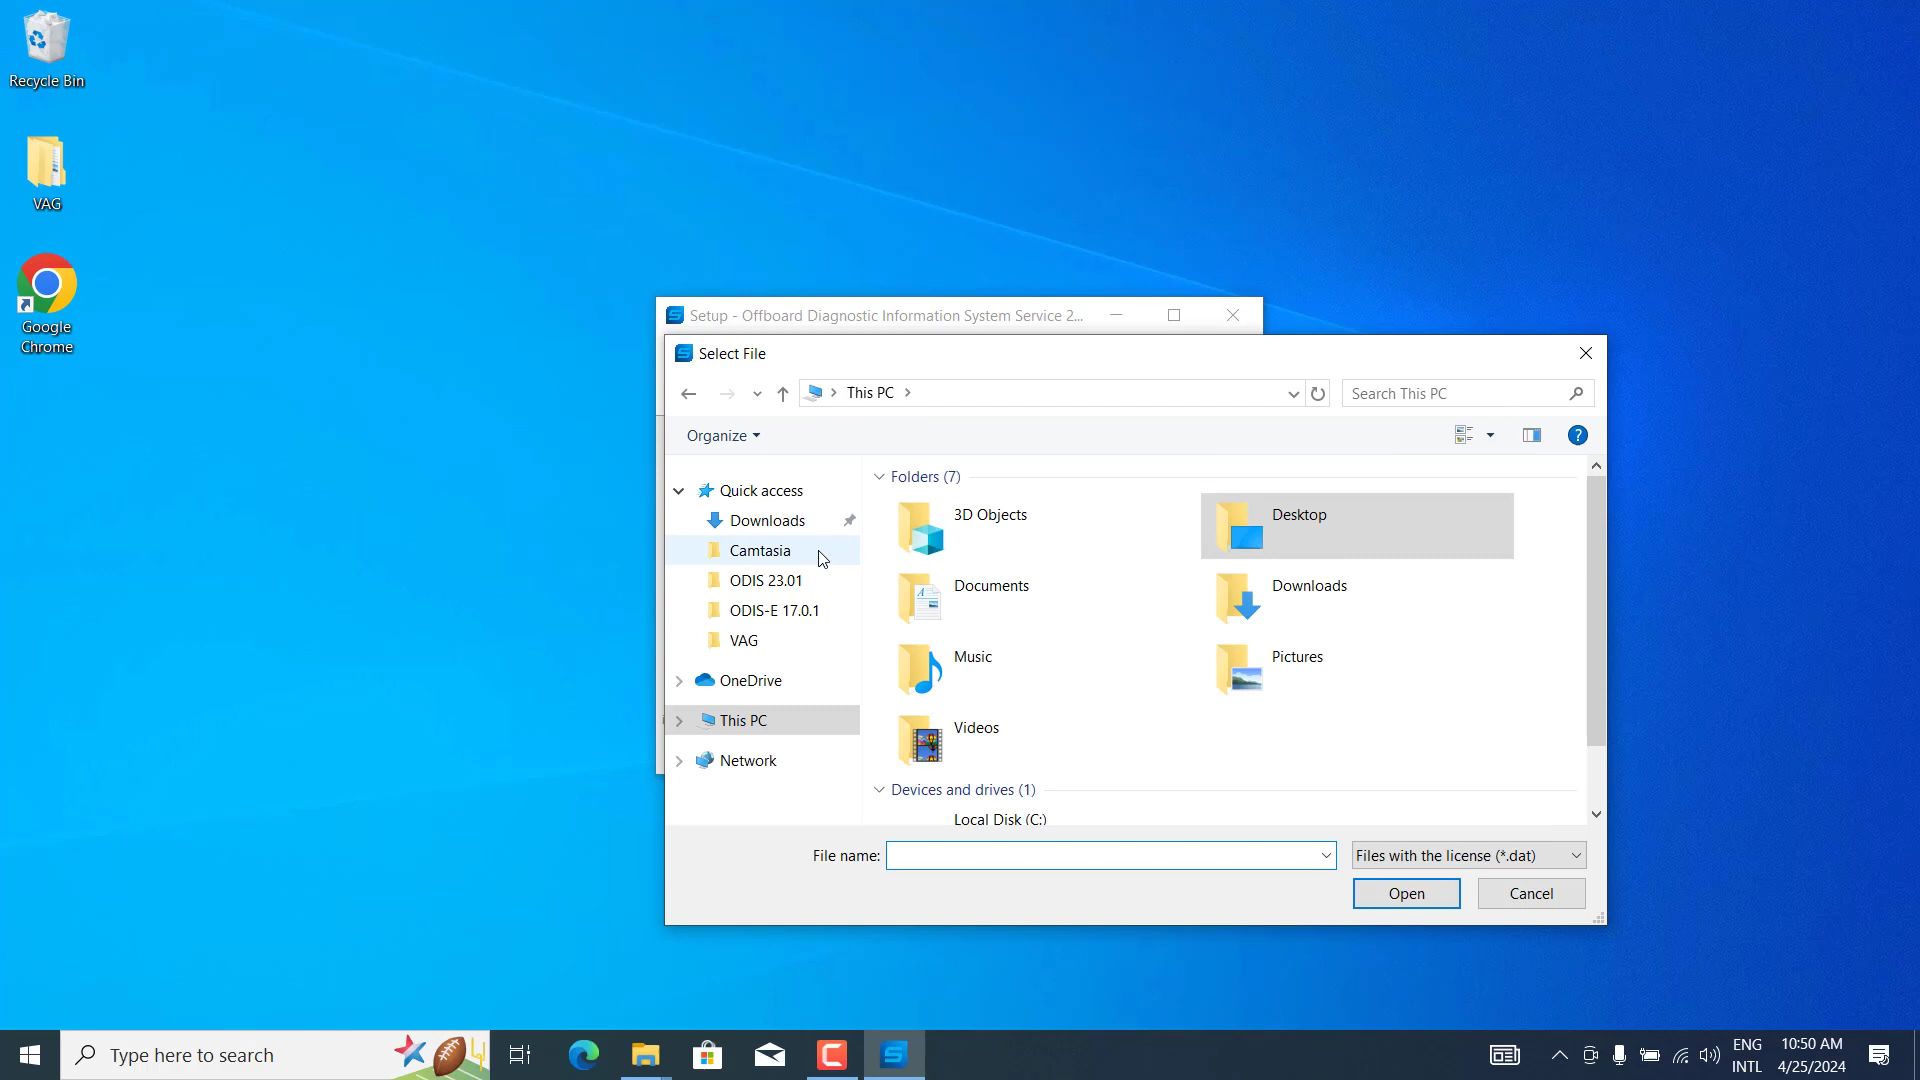 Recycle Bin
VAG
Google
Chrome
Setup - Offboard Diagnostic Information System Service 2...
Select File
This PC
Search This PC
Organize
Quick access
Downloads
Camtasia
ODIS 23.01
ODIS-E 17.0.1
VAG
OneDrive
This PC
Network
Folders (7)
3D Objects
Desktop
Documents
Downloads
Music
Pictures
Videos
Devices and drives (1)
Local Disk (C:)
File name:
Files with the license (*.dat)
Open
Cancel
Type here to search
ENG
INTL
10:50 AM
4/25/2024